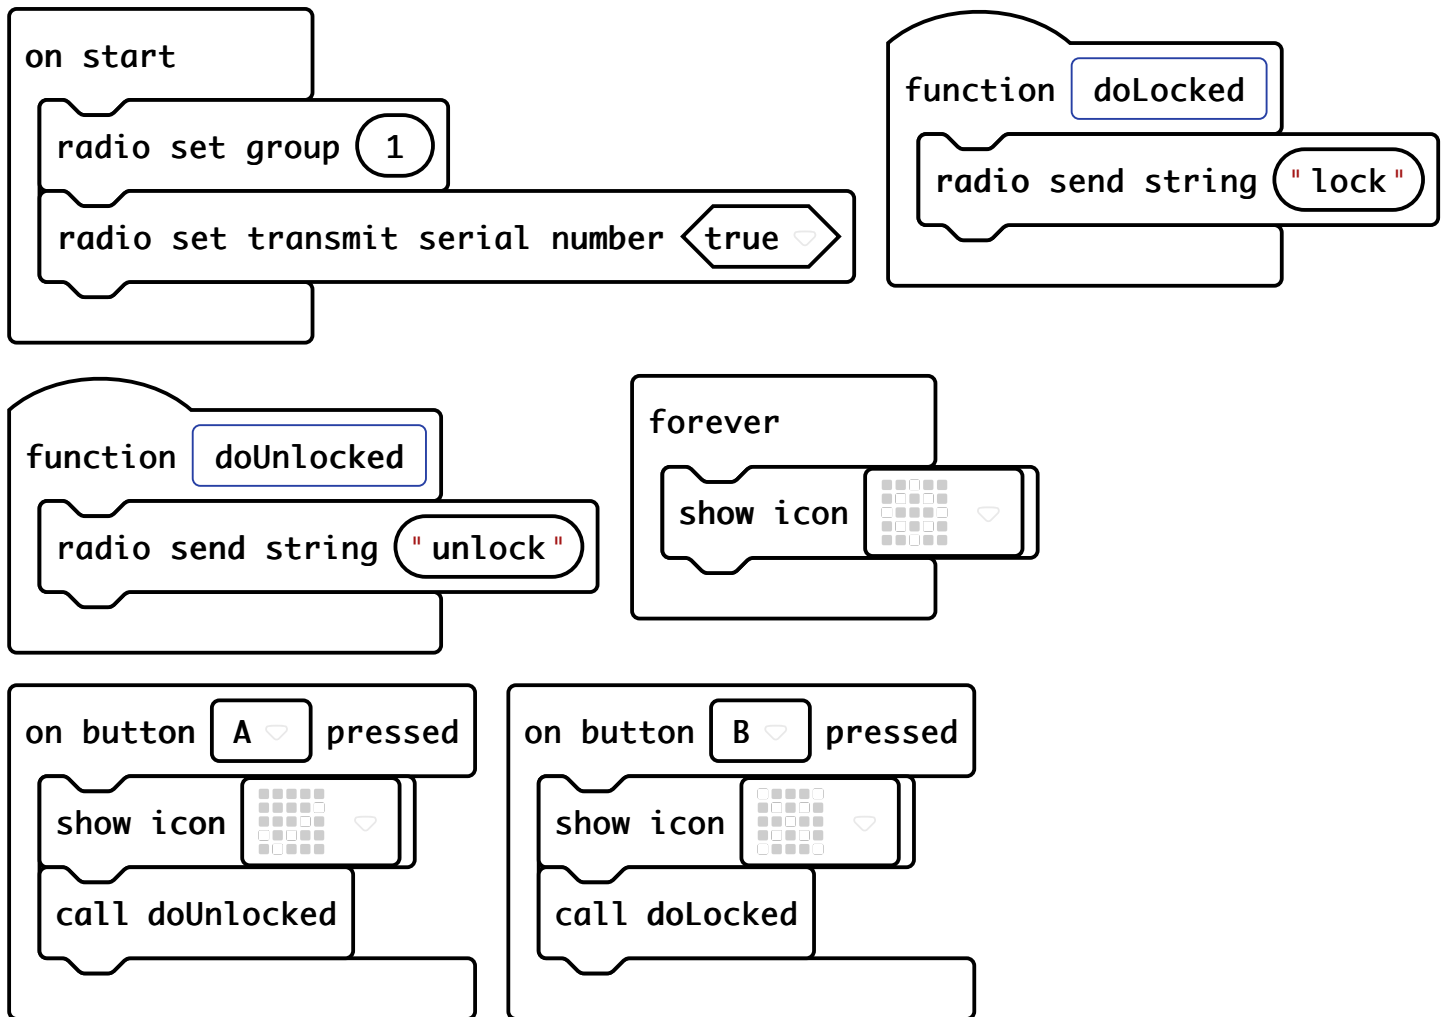 on start
radio set group 1
radio set transmit serial number true
function doLocked
radio send string "lock"
function doUnlocked
radio send string "unlock"
forever
show icon
on button A pressed
show icon
call doUnlocked
on button B pressed
show icon
call doLocked